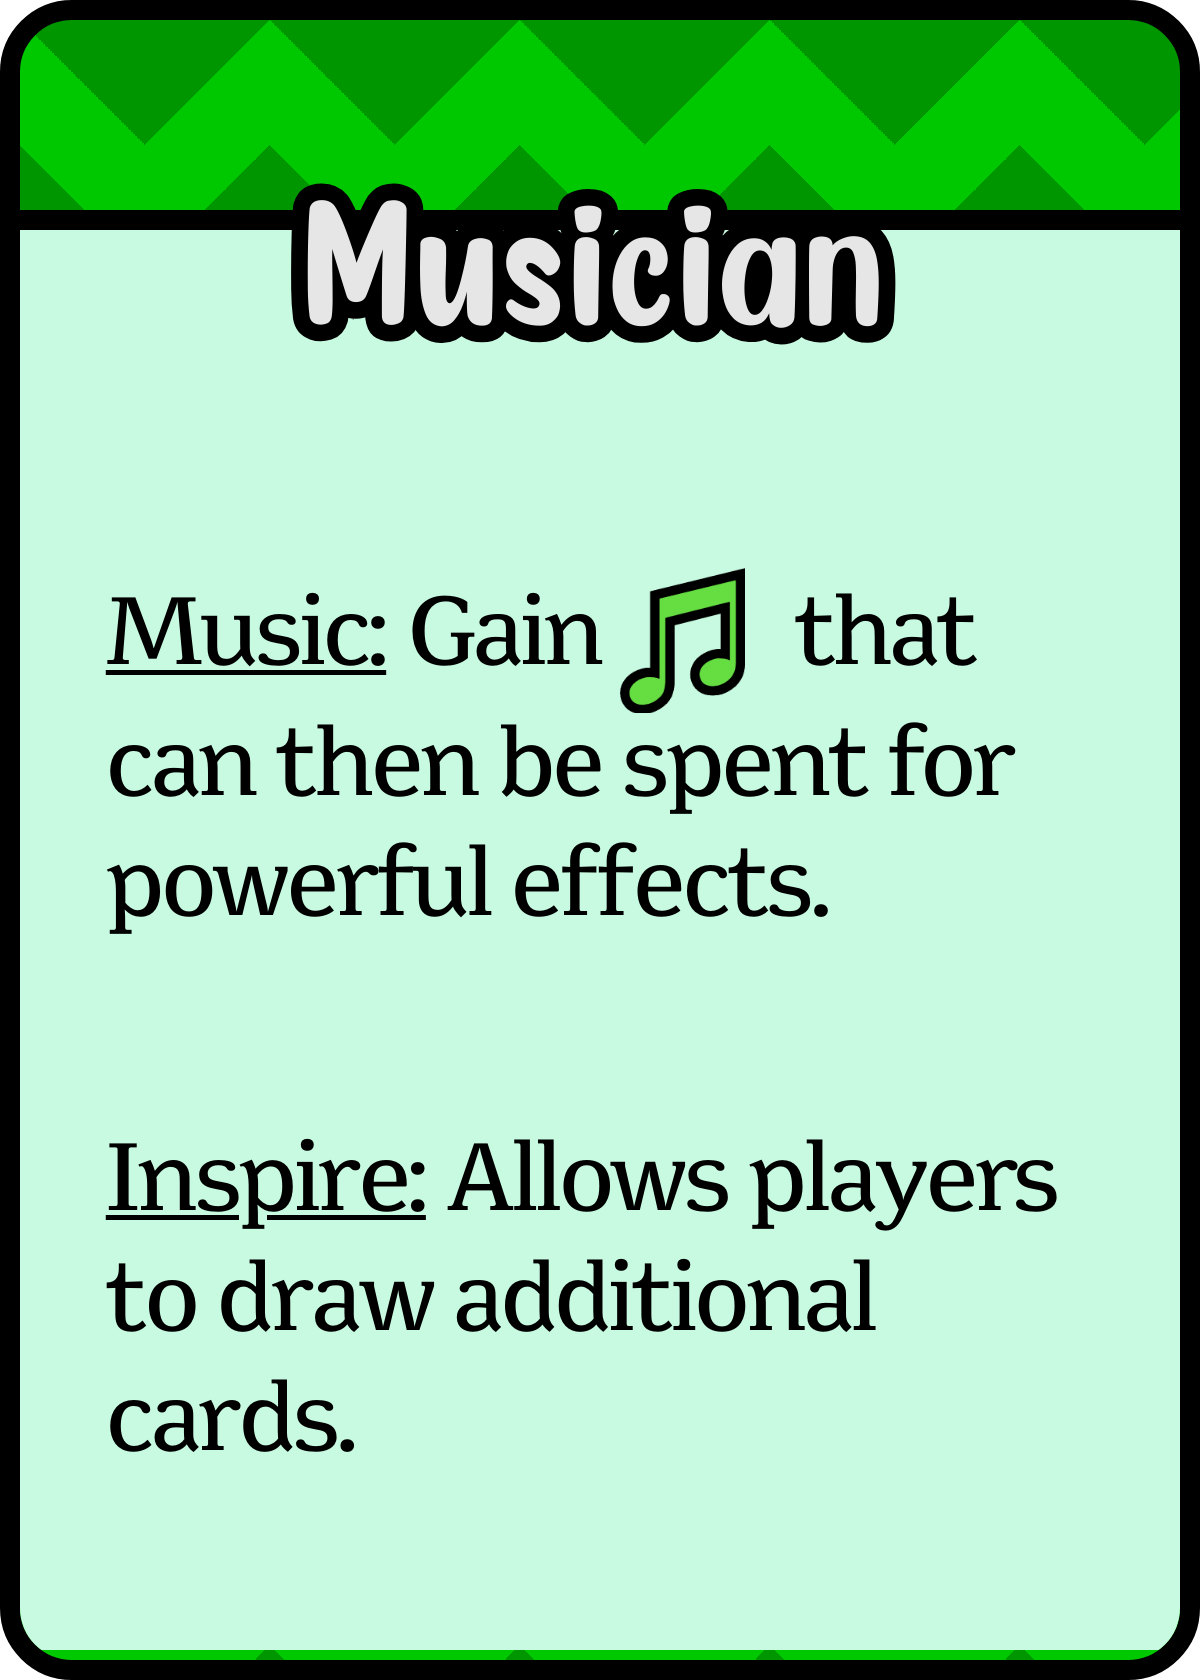 Musician
Music: Gain that
can then be spent for
powerful effects.
Inspire: Allows players
to draw additional
cards.